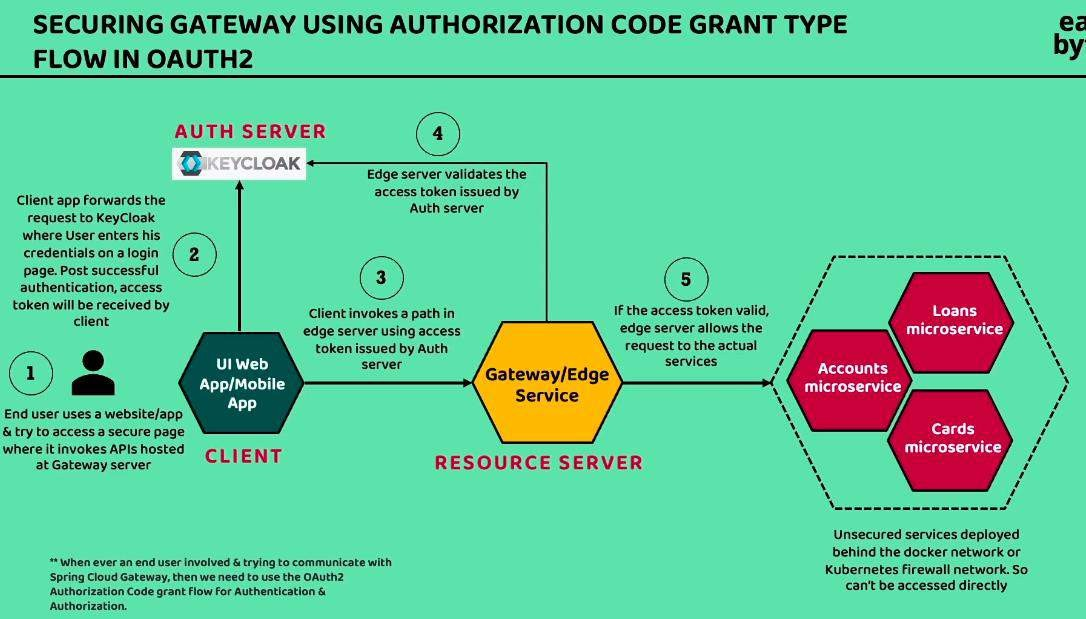 SECURING GATEWAY USING AUTHORIZATION CODE GRANT TYPE
FLOW IN OAUTH2
AUTH SERVER
KEYCLOAK
4
Edge server validates the
access token issued by
Auth server
Client app forwards the
request to KeyCloak
where User enters his
credentials on a login
page. Post successful
authentication, access
token will be received by
client
2
3
Client invokes a path in
edge server using access
token issued by Auth
server
5
If the access token valid,
edge server allows the
request to the actual
services
1
End user uses a website/app
& try to access a secure page
where it invokes APIs hosted
at Gateway server
UI Web
App/Mobile
App
CLIENT
Gateway/Edge
Service
RESOURCE SERVER
Loans
microservice
Accounts
microservice
Cards
microservice
Unsecured services deployed
behind the docker network or
Kubernetes firewall network. So
can't be accessed directly
** When ever an end user involved & trying to communicate with
Spring Cloud Gateway, then we need to use the OAuth2
Authorization Code grant flow for Authentication &
Authorization.